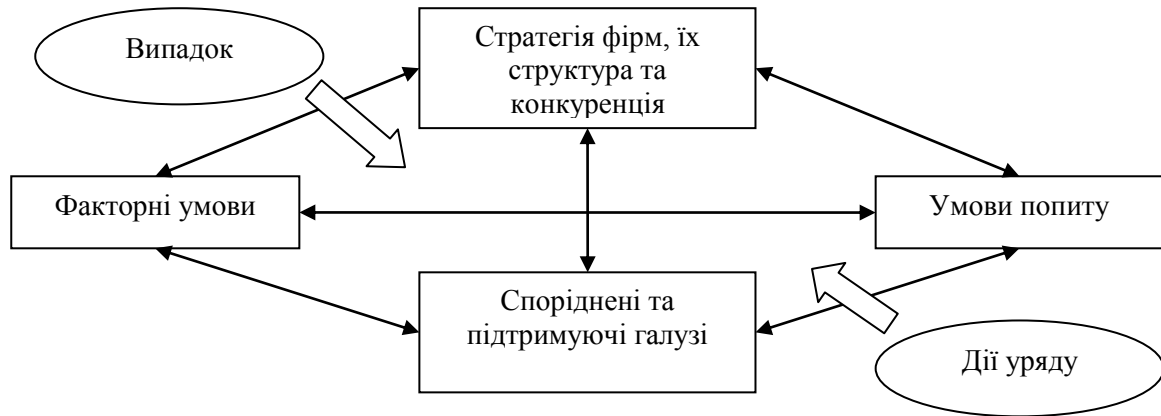 Випадок
Стратегія фірм, їх
структура та
конкуренція
Факторні умови
Умови попиту
Споріднені та
підтримуючі галузі
Дії уряду